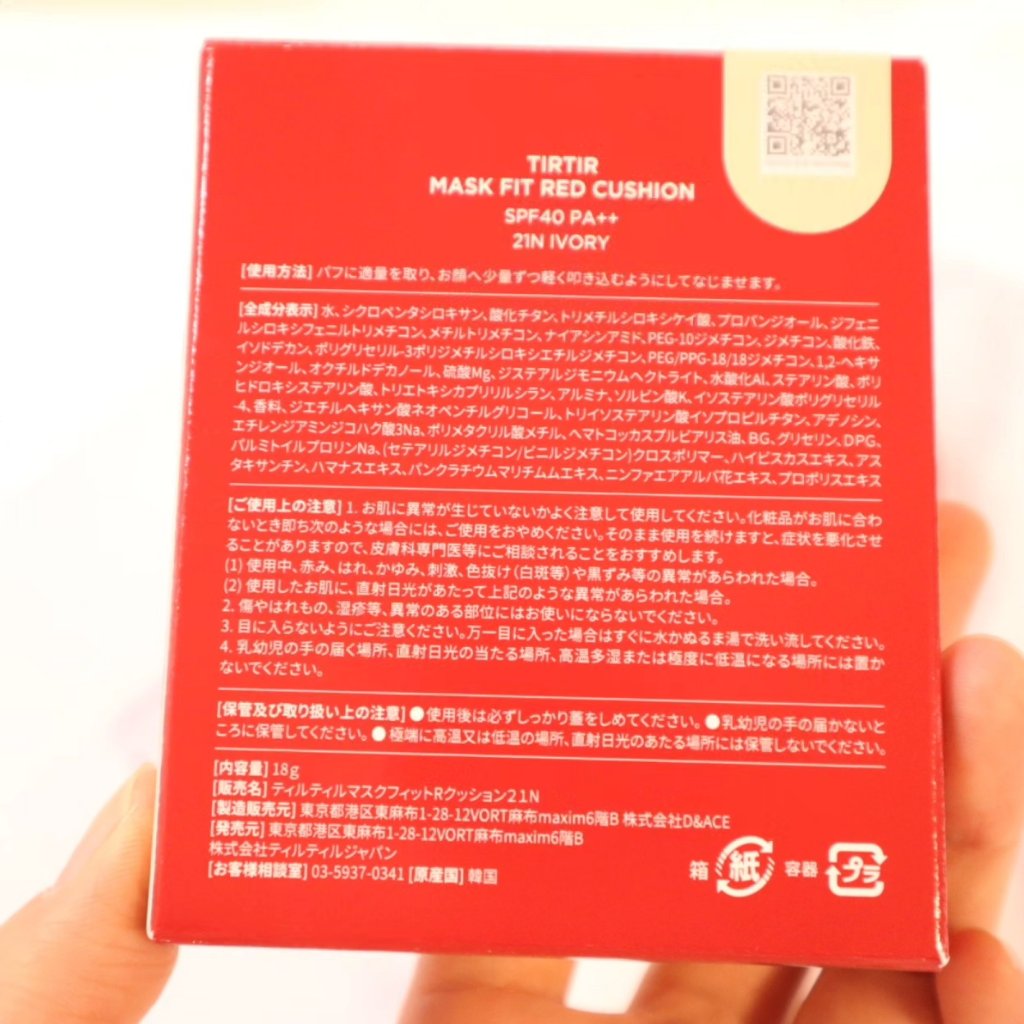 TIRTIR
MASK FIT RED CUSHION
SPF40 PA++
21N IVORY
[使用方法] パフに適量を取り、お顔へ少量ずつ軽く叩き込むようにしてなじませます。
[全成分表示] 水、シクロペンタシロキサン、酸化チタン、トリメチルシロキシケイ酸、プロパンジオール、ジフェニ
ルシロキシフェニルトリメチコン、メチルトリメチコン、ナイアシンアミド、PEG-10ジメチコン、ジメチコン、酸化鉄、
イソドデカン、ポリグリセリル-3ポリジメチルシロキシエチルジメチコン、PEG/PPG-18/18ジメチコン、1,2-ヘキサ
ンジオール、オクチルドデカノール、硫酸Mg、ジステアルジモニウムヘクトライト、水酸化Al、ステアリン酸、ポリ
ヒドロキシステアリン酸、トリエトキシカプリリルシラン、アルミナ、ソルビン酸K、イソステアリン酸ポリグリセリル
-4、香料、ジエチルヘキサン酸ネオペンチルグリコール、トリイソステアリン酸イソプロピルチタン、アデノシン、
エチレンジアミンジコハク酸3Na、ポリメタクリル酸メチル、ヘマトコッカスプルビアリス油、BG、グリセリン、DPG、
パルミトイルプロリンNa、(セテアリルジメチコン/ビニルジメチコン)クロスポリマー、ハイビスカスエキス、アス
タキサンチン、ハマナスエキス、パンクラチウムマリチムムエキス、ニンファエアアルバ花エキス、プロポリスエキス
[ご使用上の注意] 1. お肌に異常が生じていないかよく注意して使用してください。化粧品がお肌に合わ
ないとき即ち次のような場合には、ご使用をおやめください。そのまま使用を続けますと、症状を悪化させ
ることがありますので、皮膚科専門医等にご相談されることをおすすめします。
(1) 使用中、赤み、はれ、かゆみ、刺激、色抜け(白斑等)や黒ずみ等の異常があらわれた場合。
(2) 使用したお肌に、直射日光があたって上記のような異常があらわれた場合。
2. 傷やはれもの、湿疹等、異常のある部位にはお使いにならないでください。
3. 目に入らないようにご注意ください。万一目に入った場合はすぐに水かぬるま湯で洗い流してください。
4. 乳幼児の手の届く場所、直射日光の当たる場所、高温多湿または極度に低温になる場所には置か
ないでください。
[保管及び取り扱い上の注意] ●使用後は必ずしっかり蓋をしめてください。 ●乳幼児の手の届かないと
ころに保管してください。 ● 極端に高温又は低温の場所、直射日光のあたる場所には保管しないでください。
[内容量] 18g
[販売名] ティルティルマスクフィットRクッション21N
[製造販売元] 東京都港区東麻布1-28-12VORT麻布maxim6階B 株式会社D&ACE
[発売元] 東京都港区東麻布1-28-12VORT麻布maxim6階B
株式会社ティルティルジャパン
[お客様相談室] 03-5937-0341 [原産国] 韓国
箱 紙 容器 プラ